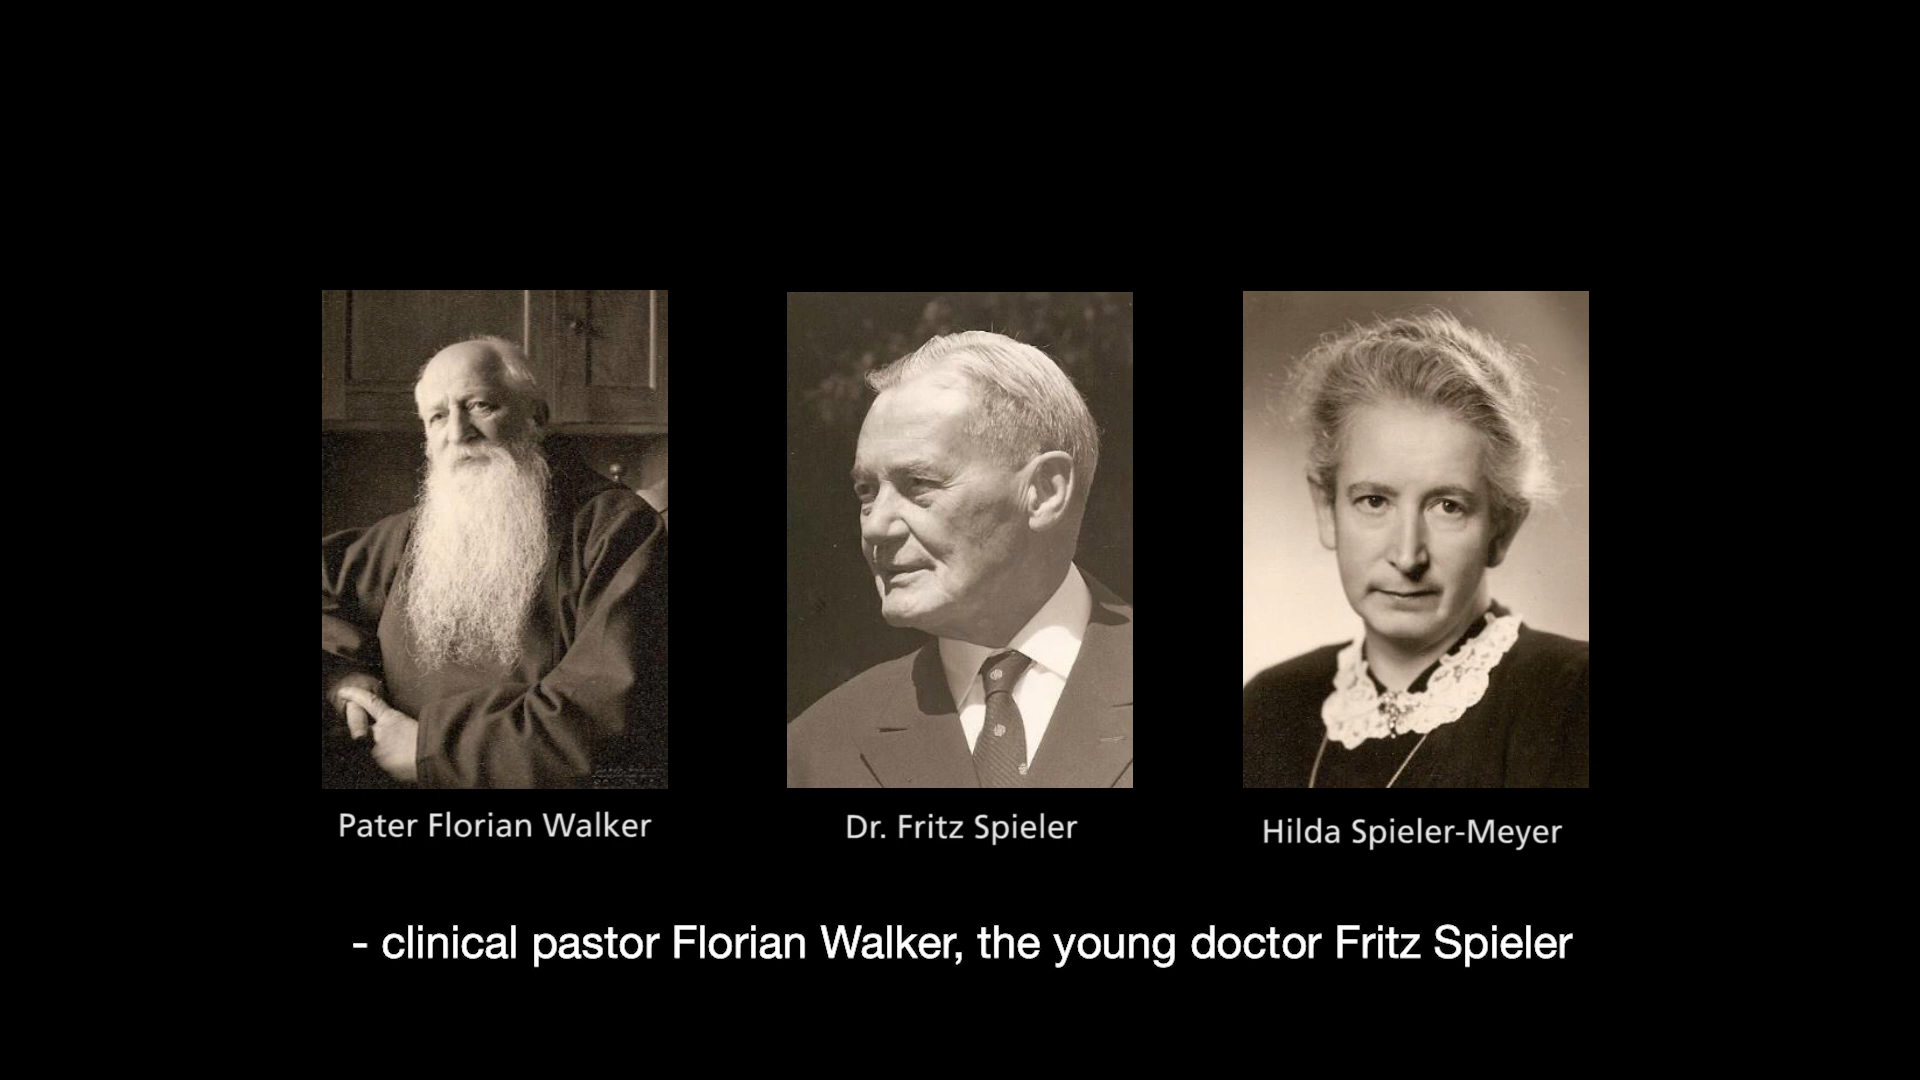 Pater Florian Walker
Dr. Fritz Spieler
Hilda Spieler-Meyer
- clinical pastor Florian Walker, the young doctor Fritz Spieler